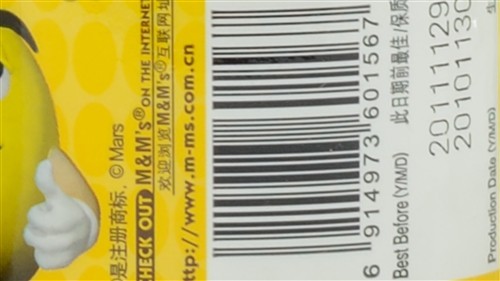 是注册商标, ©Mars
CHECK OUT M&M's® ON THE INTERNET
欢迎浏览M&M's®互联网址
http://www.m-ms.com.cn
6 914973 601567
Best Before (Y/M/D) 此日期前最佳/保质
20111129
20101130
Production Date (Y/M/D)